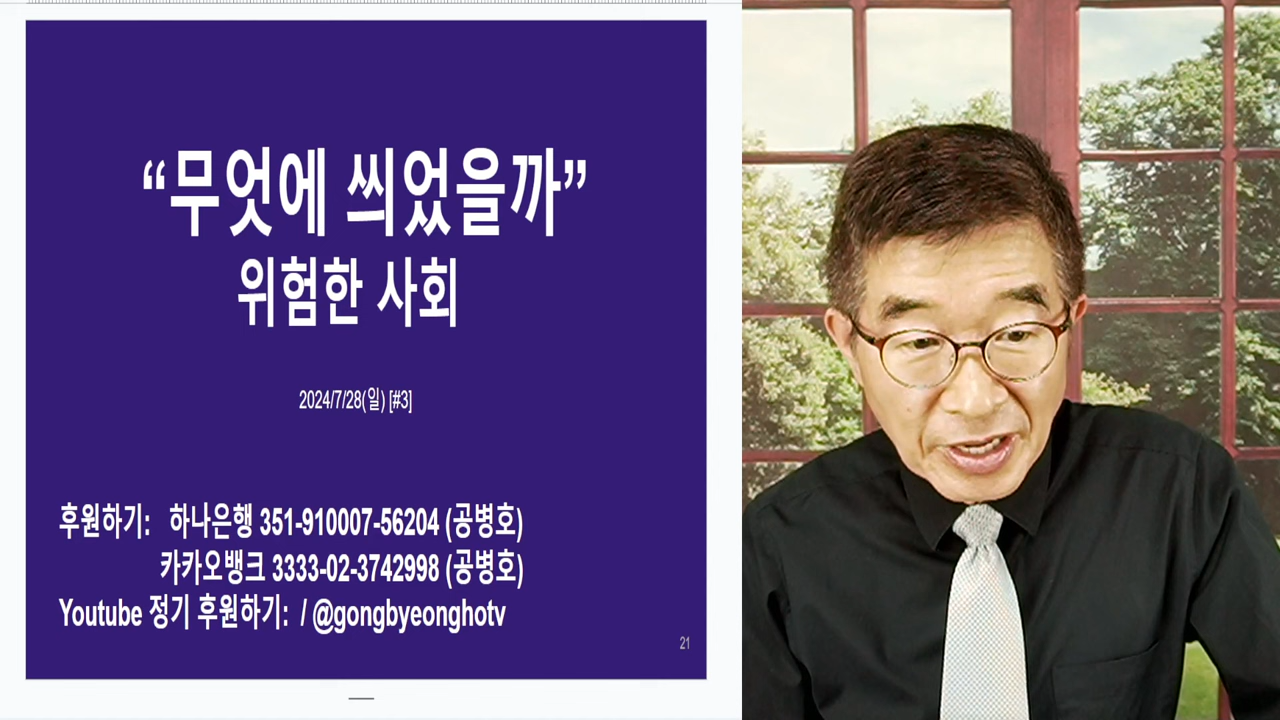 “무엇에 씌었을까”
위험한 사회
2024/7/28(일) [#3]
후원하기: 하나은행 351-910007-56204 (공병호)
카카오뱅크 3333-02-3742998 (공병호)
Youtube 정기 후원하기: / @gongbyeonghotv
21